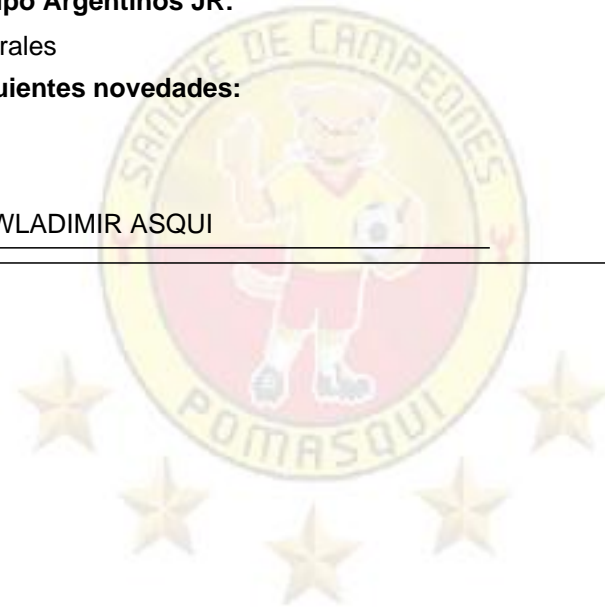 po Argentinos JR:
rales
uientes novedades:
WLADIMIR ASQUI
SANGRE DE CAMPEONES
POMASQUI